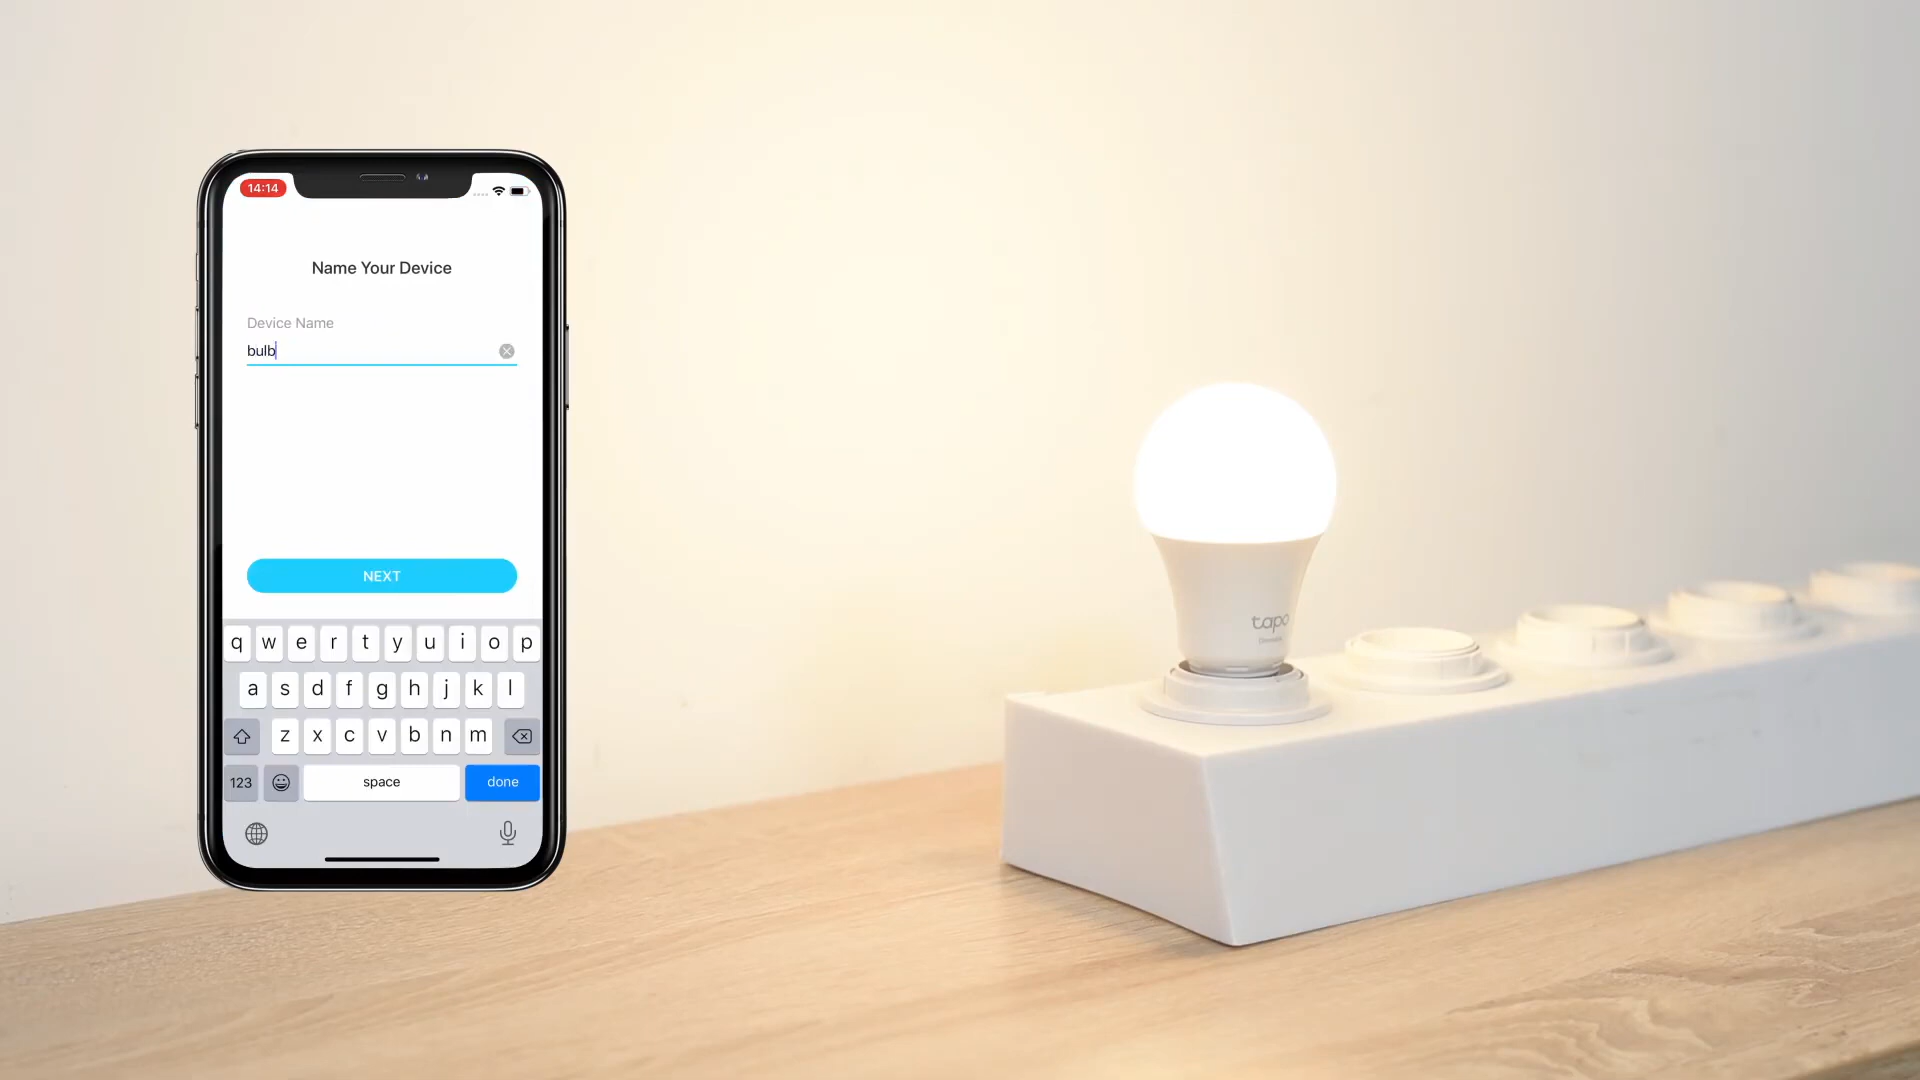 14:14
Name Your Device
Device Name
bulb
NEXT
q w e r t y u i o p
a s d f g h j k l
z x c v b n m
123 space done
tapo